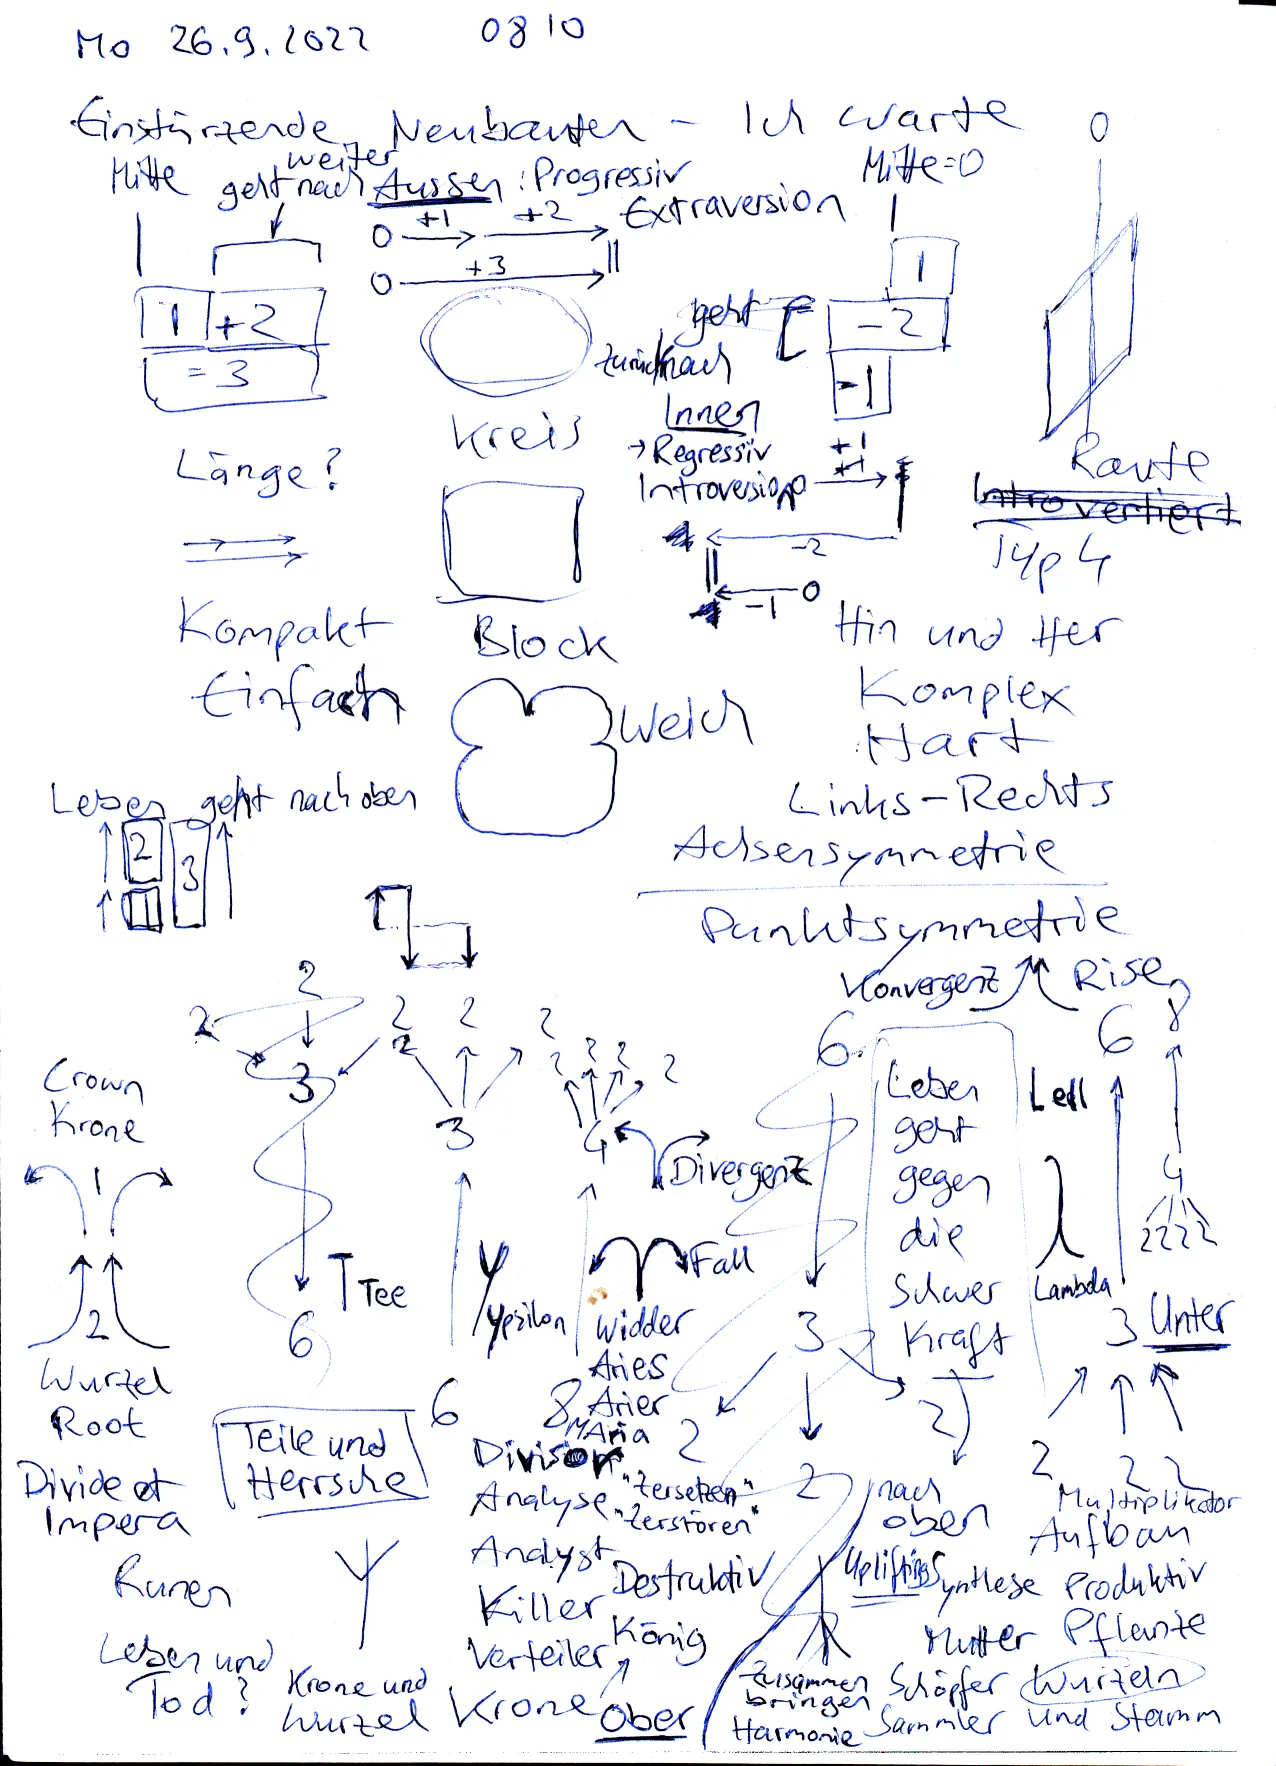 Mo 26.9.2022 0810
Einstürzende Neubauten - Ich warte
0
Mitte
weiter
geht nach Aussen : Progressiv
Mitte=0
+1 +2 Extraversion
0
+3
0
1 +2
= 3
1
geht
- 2
zurück nach
-1
Innen
Kreis
→ Regressiv
+1
Länge?
Introversion
0
Raute
Introvertiert
-2
Typ 4
-1 0
Kompakt
Block
Hin und Her
Einfach
Komplex
Weich
Hart
Leben geht nach oben
Links-Rechts
2 3
1
Achsensymmetrie
Punktsymmetrie
Konvergenz Rise
2
2 2 2 2
6 6 8
3
2 2 2 2
Crown
Krone
3 4
Leben
geht
gegen
die
Schwer
Kraft
nach
oben
Uplifting
1
Divergenz
4
2 2 2 2
Lambda
T Tee
Y Ypsilon
Fall
2
6
Widder
Aries
Arier
Maria
3
3 Unter
Wurzel
Root
6 8
2 2 2
2 2 2
Teile und
Herrsche
Division
Divide et
Impera
Analyse "Zersetzen"
"Zerstören"
Multiplikator
Aufbau
Analyst
Destruktiv
Synthese Produktiv
Runen
Killer
König
Mutter Pflanze
Verteiler
Leben und
Tod?
Krone und
Wurzel
Krone Ober
Zusammen
bringen
Harmonie
Schöpfer
Sammler
Wurzeln
und Stamm